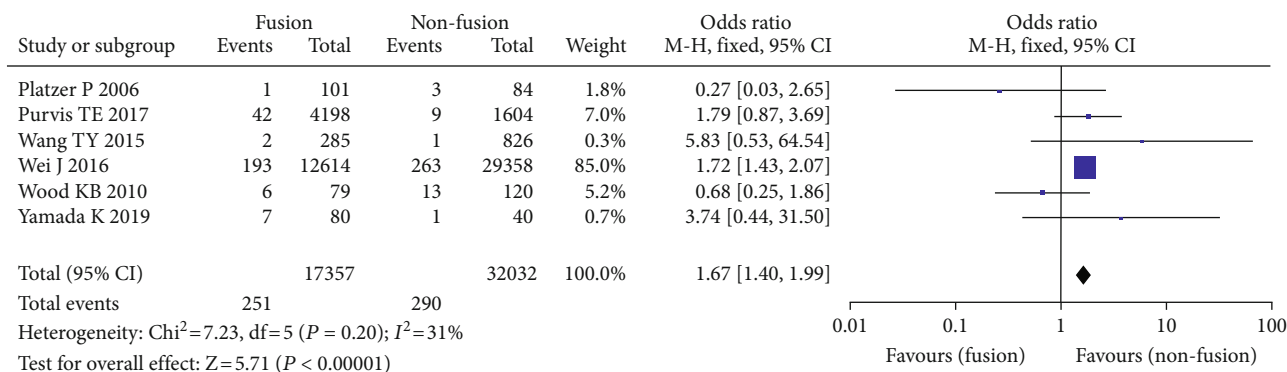 Fusion Non-fusion Odds ratio Odds ratio
Study or subgroup Events Total Events Total Weight M-H, fixed, 95% CI M-H, fixed, 95% CI
Platzer P 2006 1 101 3 84 1.8% 0.27 [0.03, 2.65]
Purvis TE 2017 42 4198 9 1604 7.0% 1.79 [0.87, 3.69]
Wang TY 2015 2 285 1 826 0.3% 5.83 [0.53, 64.54]
Wei J 2016 193 12614 263 29358 85.0% 1.72 [1.43, 2.07]
Wood KB 2010 6 79 13 120 5.2% 0.68 [0.25, 1.86]
Yamada K 2019 7 80 1 40 0.7% 3.74 [0.44, 31.50]
Total (95% CI) 17357 32032 100.0% 1.67 [1.40, 1.99]
Total events 251 290
Heterogeneity: Chi²=7.23, df=5 (P = 0.20); I²=31%
Test for overall effect: Z=5.71 (P < 0.00001)
0.01 0.1 1 10 100
Favours (fusion) Favours (non-fusion)